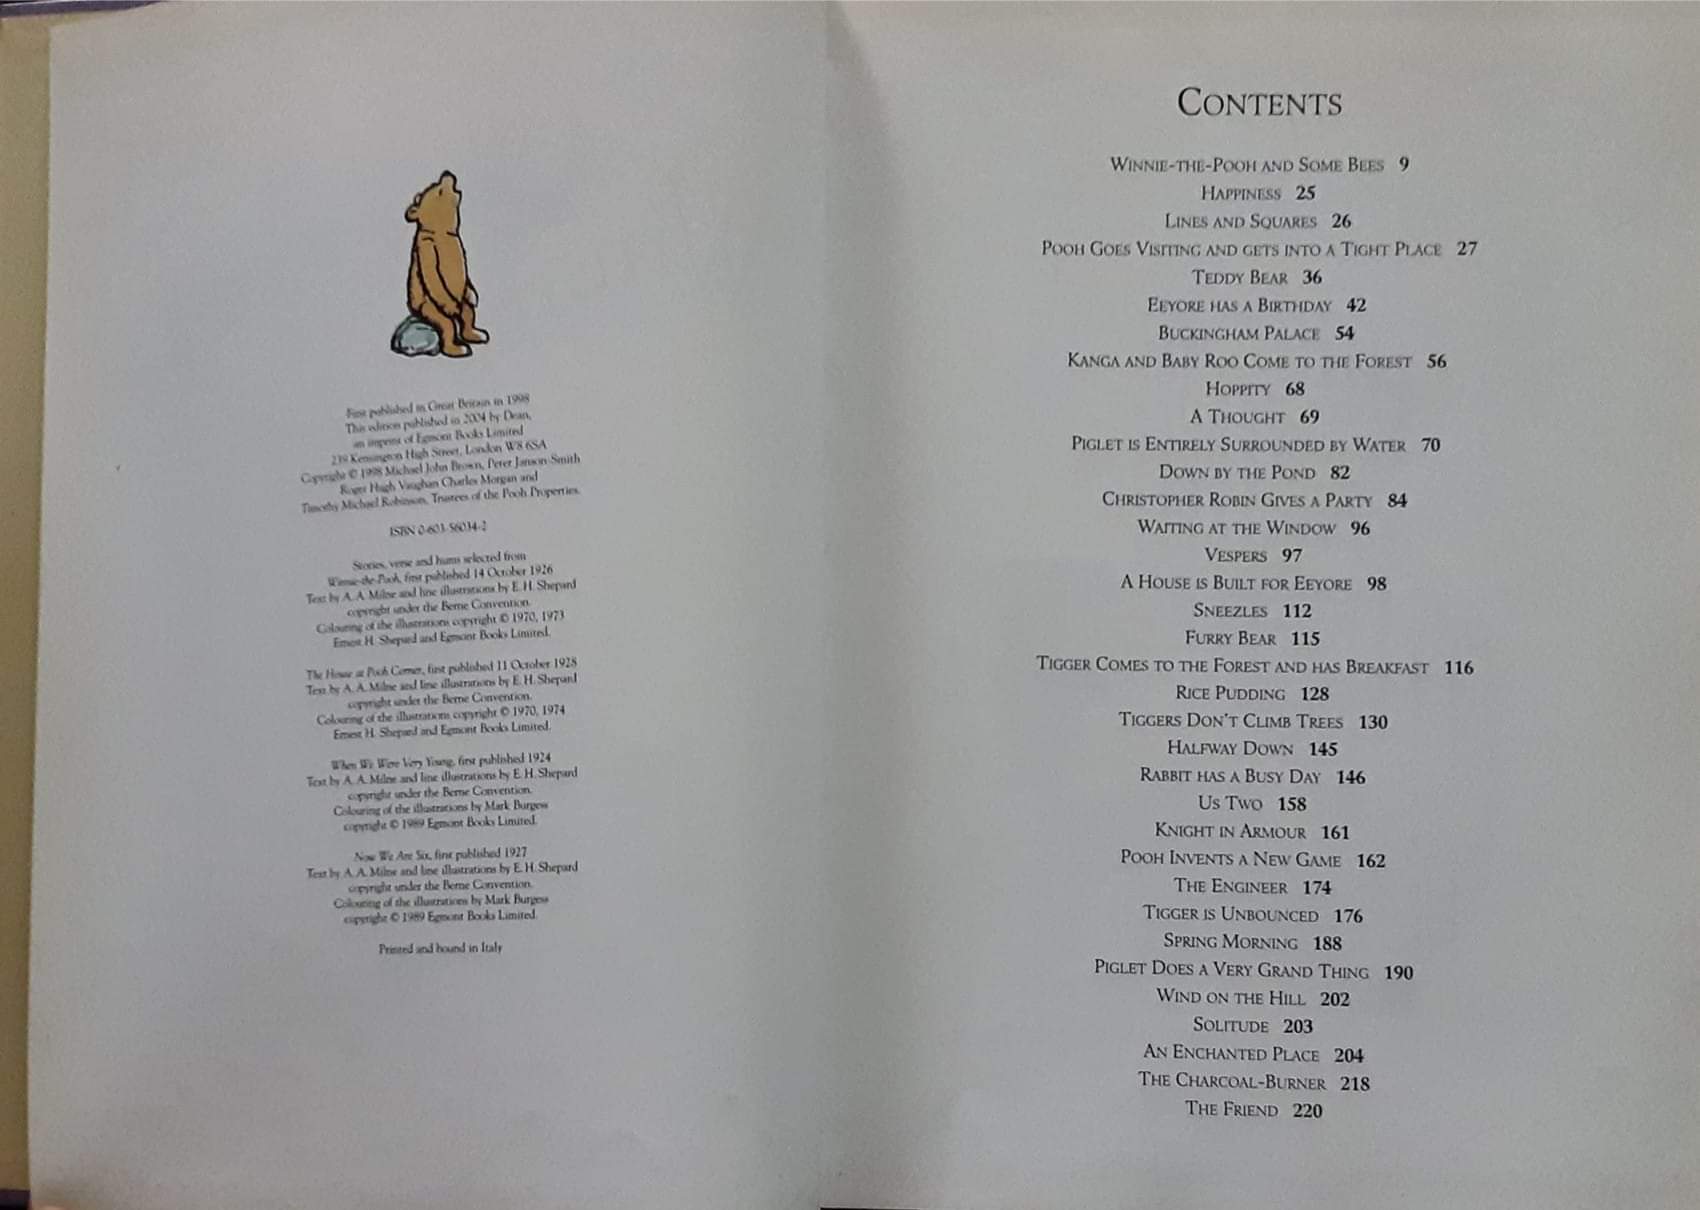 First published in Great Britain in 1998
This edition published in 2004 by Dean,
an imprint of Egmont Books Limited
239 Kensington High Street, London W8 6SA
Copyright © 1998 Michael John Brown, Peter Janson-Smith
Roger Hugh Vaughan Charles Morgan and
Timothy Michael Robinson, Trustees of the Pooh Properties.
ISBN 0-603-56034-2
Stories, verse and hums selected from
Winnie-the-Pooh, first published 14 October 1926
Text by A. A. Milne and line illustrations by E. H. Shepard
copyright under the Berne Convention.
Colouring of the illustrations copyright © 1970, 1973
Ernest H. Shepard and Egmont Books Limited.
The House at Pooh Corner, first published 11 October 1928
Text by A. A. Milne and line illustrations by E. H. Shepard
copyright under the Berne Convention.
Colouring of the illustrations copyright © 1970, 1974
Ernest H. Shepard and Egmont Books Limited.
When We Were Very Young, first published 1924
Text by A. A. Milne and line illustrations by E. H. Shepard
copyright under the Berne Convention.
Colouring of the illustrations by Mark Burgess
copyright © 1989 Egmont Books Limited.
Now We Are Six, first published 1927
Text by A. A. Milne and line illustrations by E. H. Shepard
copyright under the Berne Convention.
Colouring of the illustrations by Mark Burgess
copyright © 1989 Egmont Books Limited.
Printed and bound in Italy
CONTENTS
WINNIE-THE-POOH AND SOME BEES 9
HAPPINESS 25
LINES AND SQUARES 26
POOH GOES VISITING AND GETS INTO A TIGHT PLACE 27
TEDDY BEAR 36
EEYORE HAS A BIRTHDAY 42
BUCKINGHAM PALACE 54
KANGA AND BABY ROO COME TO THE FOREST 56
HOPPITY 68
A THOUGHT 69
PIGLET IS ENTIRELY SURROUNDED BY WATER 70
DOWN BY THE POND 82
CHRISTOPHER ROBIN GIVES A PARTY 84
WAITING AT THE WINDOW 96
VESPERS 97
A HOUSE IS BUILT FOR EEYORE 98
SNEEZLES 112
FURRY BEAR 115
TIGGER COMES TO THE FOREST AND HAS BREAKFAST 116
RICE PUDDING 128
TIGGERS DON'T CLIMB TREES 130
HALFWAY DOWN 145
RABBIT HAS A BUSY DAY 146
US TWO 158
KNIGHT IN ARMOUR 161
POOH INVENTS A NEW GAME 162
THE ENGINEER 174
TIGGER IS UNBOUNCED 176
SPRING MORNING 188
PIGLET DOES A VERY GRAND THING 190
WIND ON THE HILL 202
SOLITUDE 203
AN ENCHANTED PLACE 204
THE CHARCOAL-BURNER 218
THE FRIEND 220